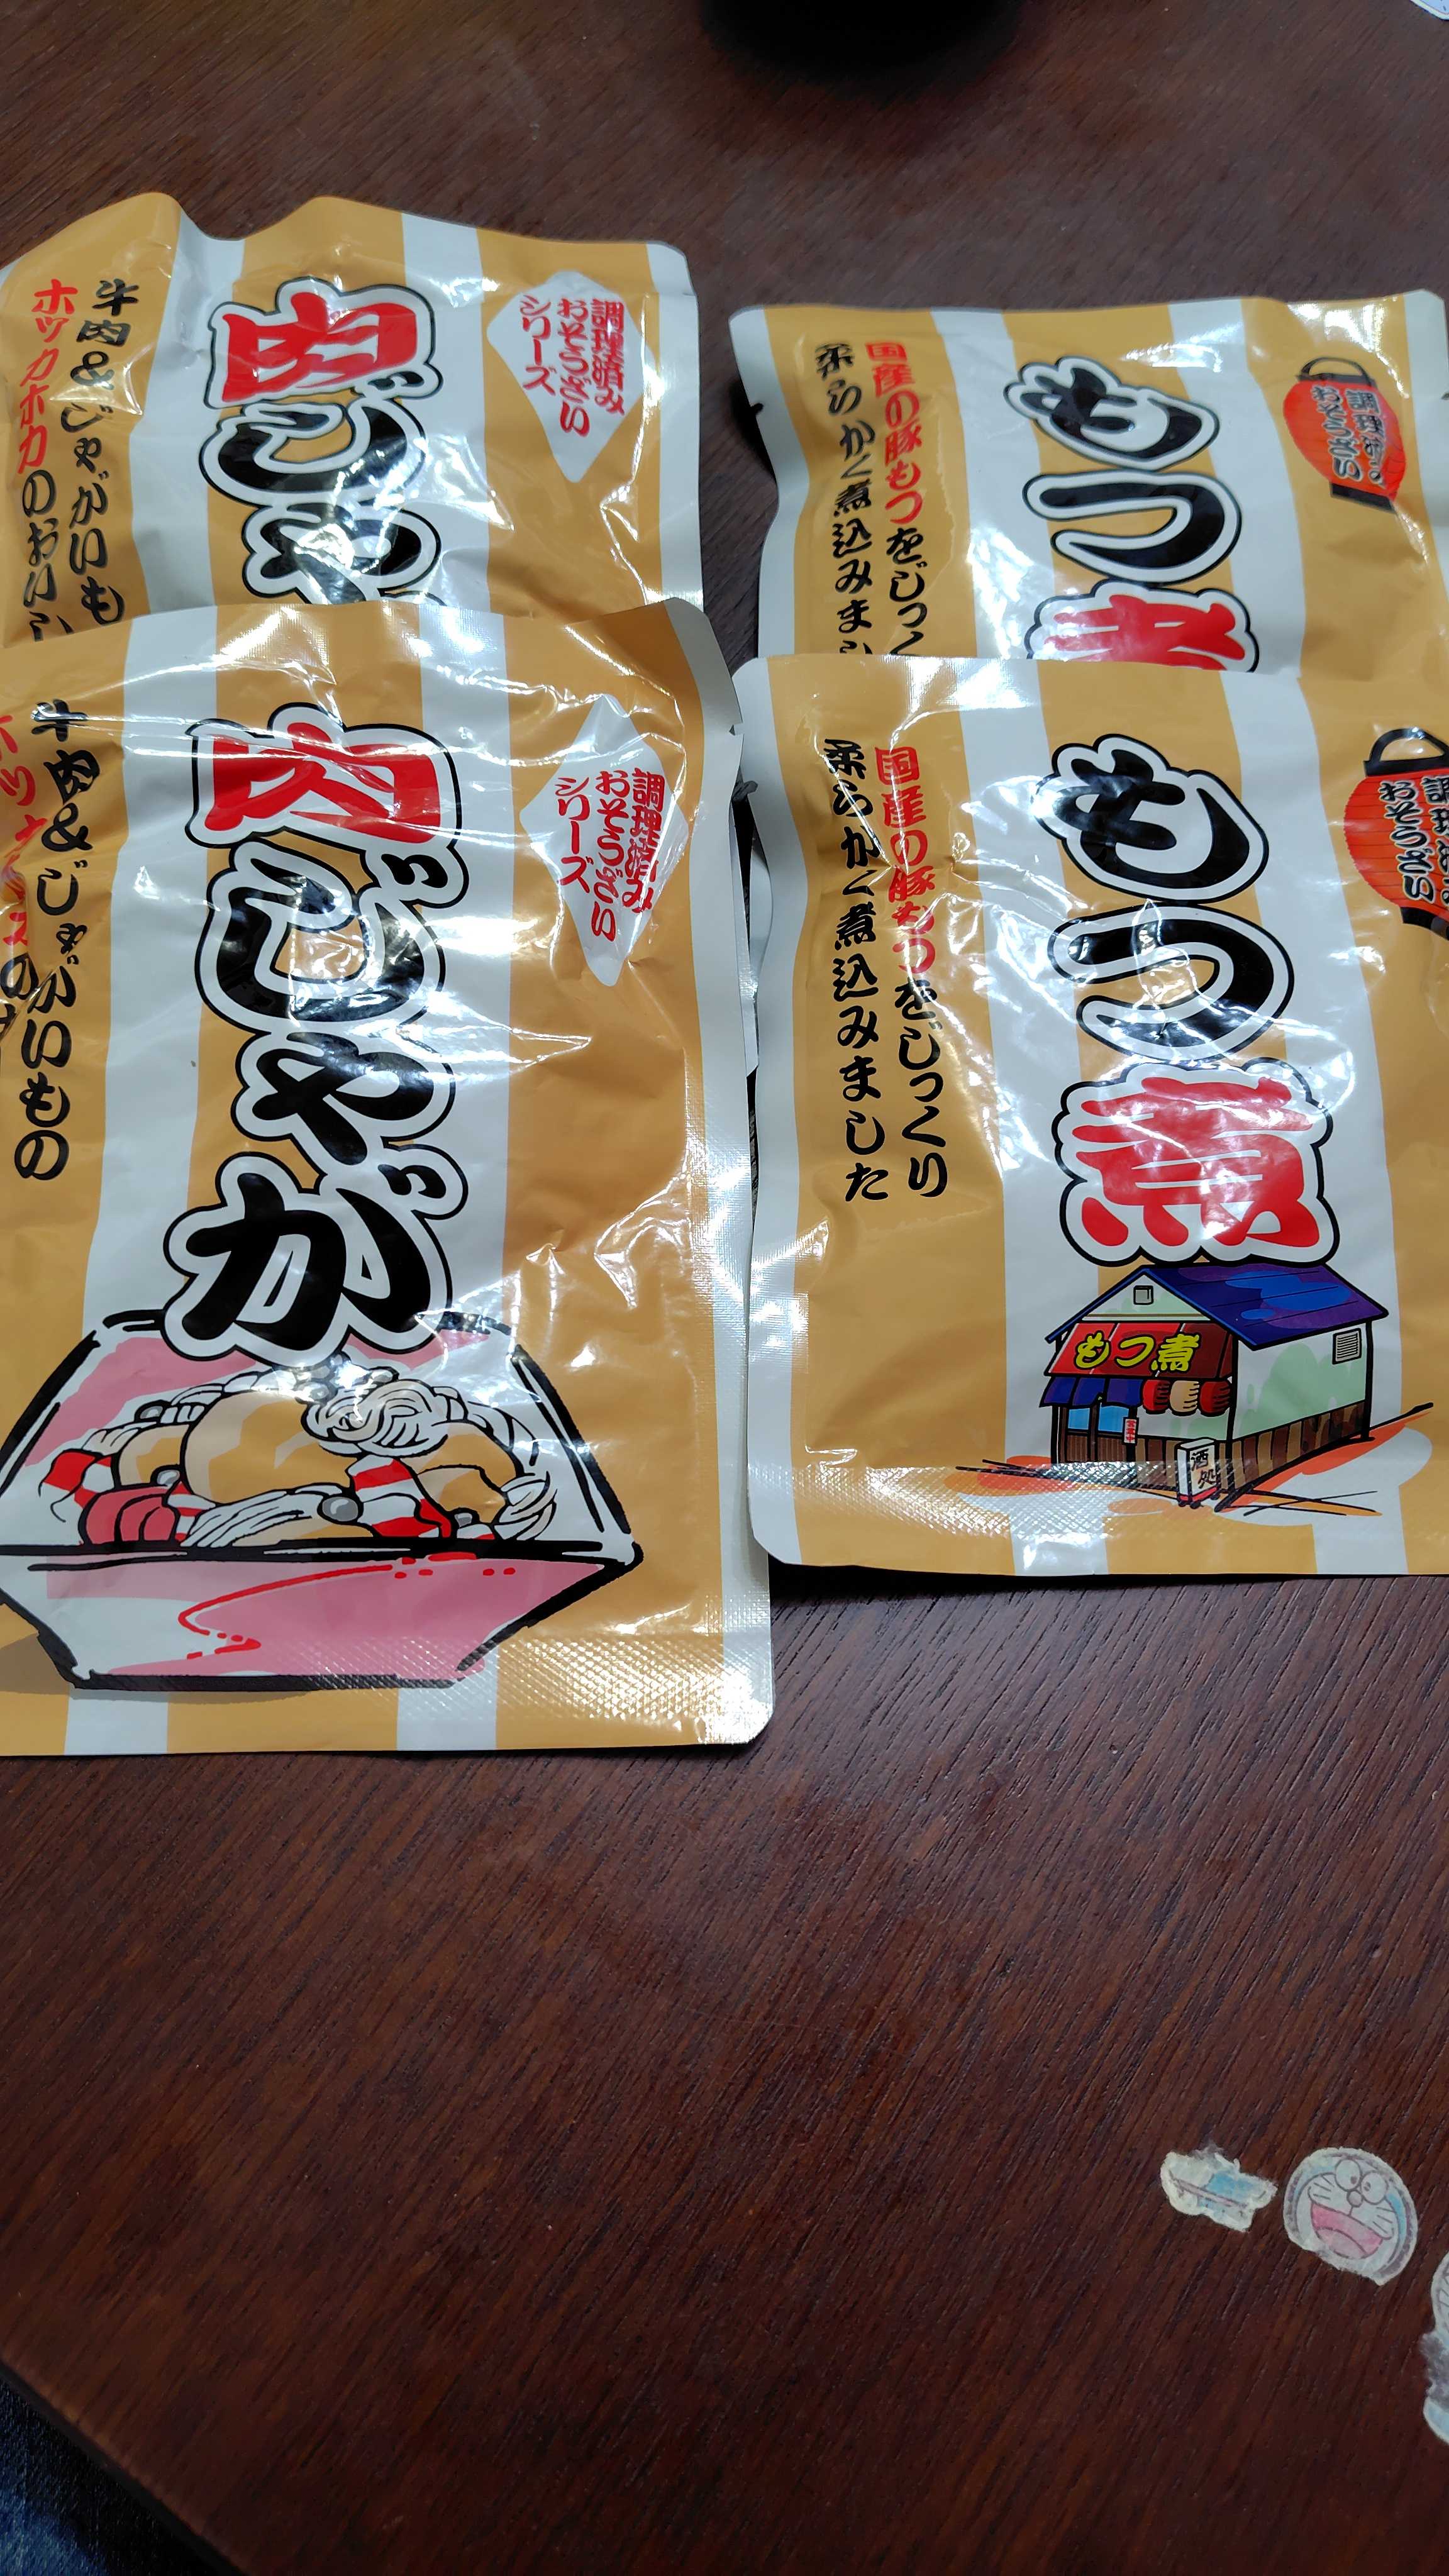 調理済み
おそうざい
シリーズ
肉じゃ
牛肉&じゃがいも
ホッカホカのおい
調理済み
おそうざい
もつ煮
国産の豚もつをじっく
柔らかく煮込みまし
調理済み
おそうざい
シリーズ
肉じゃが
牛肉&じゃがいもの
調理済み
おそうざい
もつ煮
国産の豚もつをじっくり
柔らかく煮込みました
もつ煮
酒処